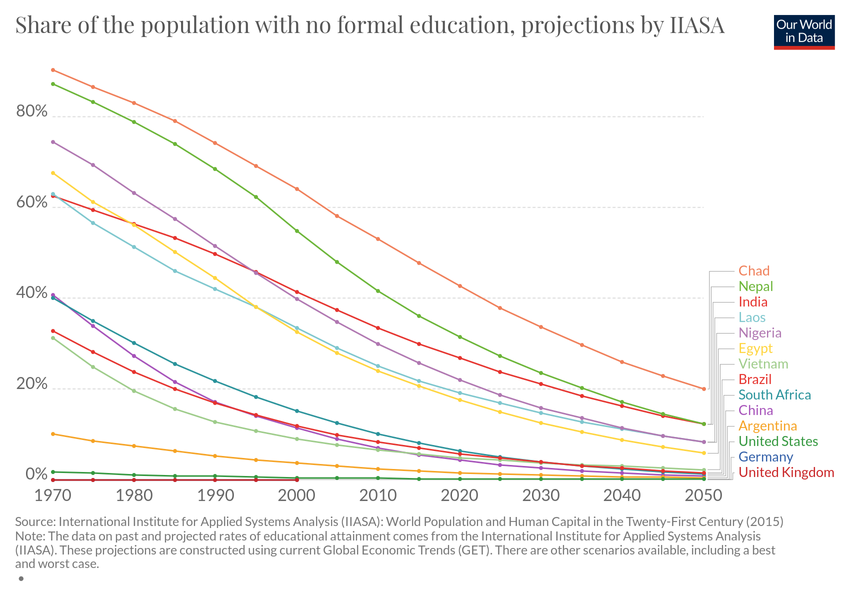 Share of the population with no formal education, projections by IIASA
Our World
in Data
80%
60%
40%
20%
0%
1970
1980
1990
2000
2010
2020
2030
2040
2050
Chad
Nepal
India
Laos
Nigeria
Egypt
Vietnam
Brazil
South Africa
China
Argentina
United States
Germany
United Kingdom
Source: International Institute for Applied Systems Analysis (IIASA): World Population and Human Capital in the Twenty-First Century (2015)
Note: The data on past and projected rates of educational attainment comes from the International Institute for Applied Systems Analysis
(IIASA). These projections are constructed using current Global Economic Trends (GET). There are other scenarios available, including a best
and worst case.
•